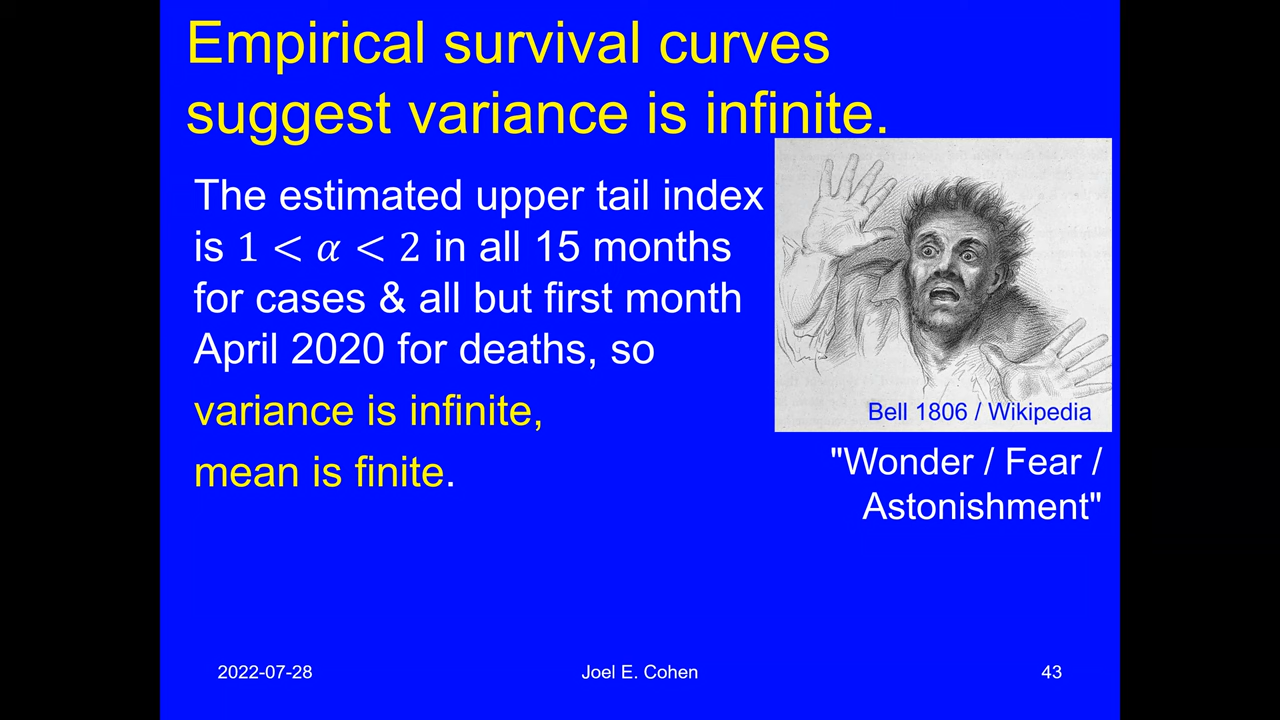 Empirical survival curves
suggest variance is infinite.
The estimated upper tail index
is 1 < 𝛼 < 2 in all 15 months
for cases & all but first month
April 2020 for deaths, so
variance is infinite,
mean is finite.
Bell 1806 / Wikipedia
"Wonder / Fear /
Astonishment"
2022-07-28
Joel E. Cohen
43